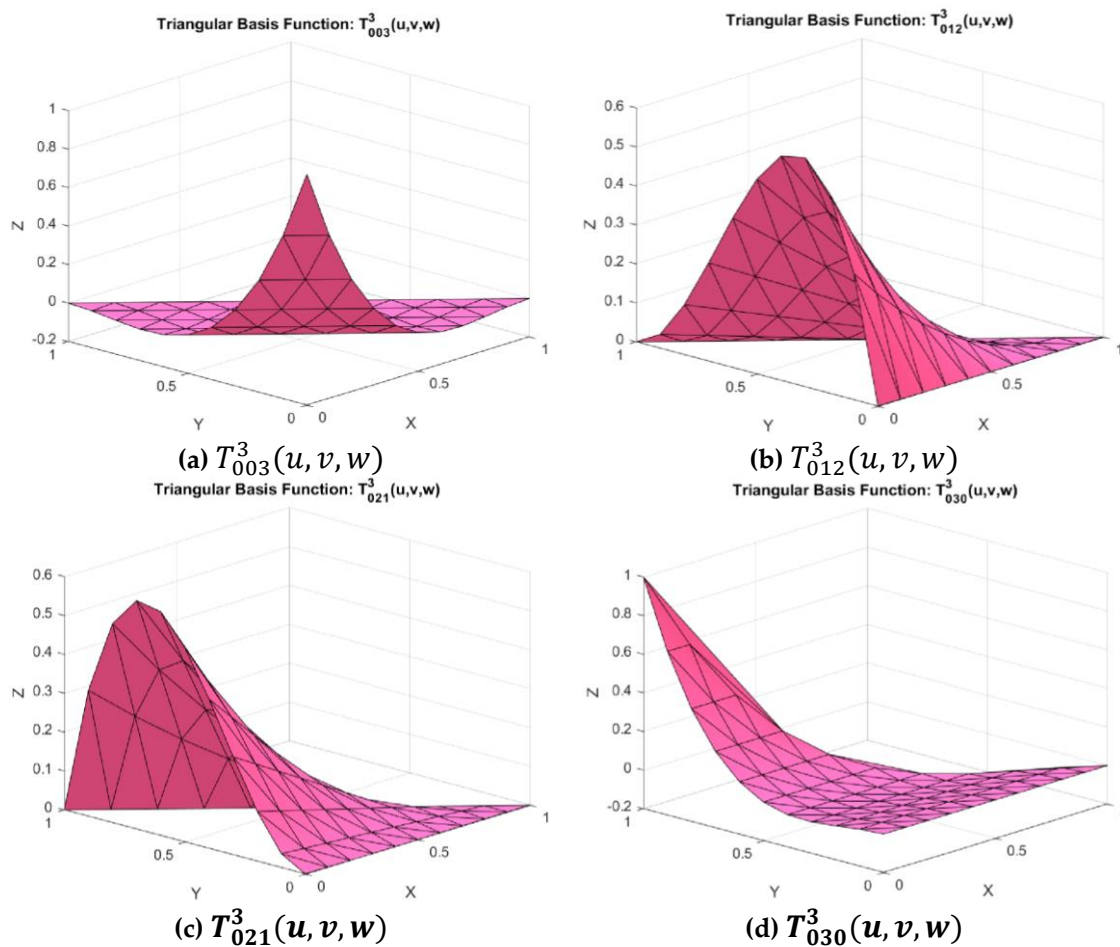 Triangular Basis Function: T³₀₀₃(u,v,w)
1
0.8
0.6
0.4
0.2
0
-0.2
Z
1
0.5
0
Y
0
0.5
1
X
(a) T³₀₀₃(u, v, w)
Triangular Basis Function: T³₀₁₂(u,v,w)
0.6
0.5
0.4
0.3
0.2
0.1
0
Z
1
0.5
0
Y
0
0.5
1
X
(b) T³₀₁₂(u, v, w)
Triangular Basis Function: T³₀₂₁(u,v,w)
0.6
0.5
0.4
0.3
0.2
0.1
0
Z
1
0.5
0
Y
0
0.5
1
X
(c) T³₀₂₁(u, v, w)
Triangular Basis Function: T³₀₃₀(u,v,w)
1
0.8
0.6
0.4
0.2
0
-0.2
Z
1
0.5
0
Y
0
0.5
1
X
(d) T³₀₃₀(u, v, w)